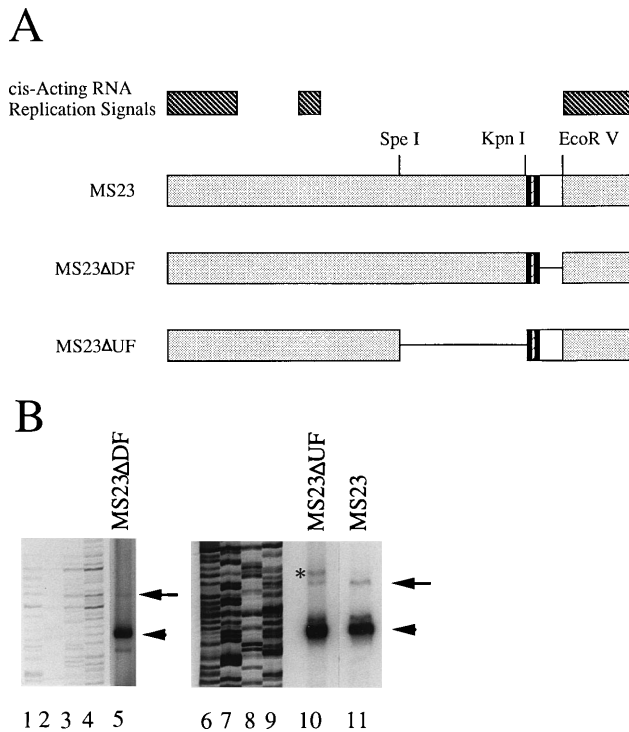 A
cis-Acting RNA
Replication Signals
Spe I
Kpn I
EcoR V
MS23
MS23ΔDF
MS23ΔUF
B
MS23ΔDF
MS23ΔUF
MS23
*
1 2 3 4 5 6 7 8 9 10 11